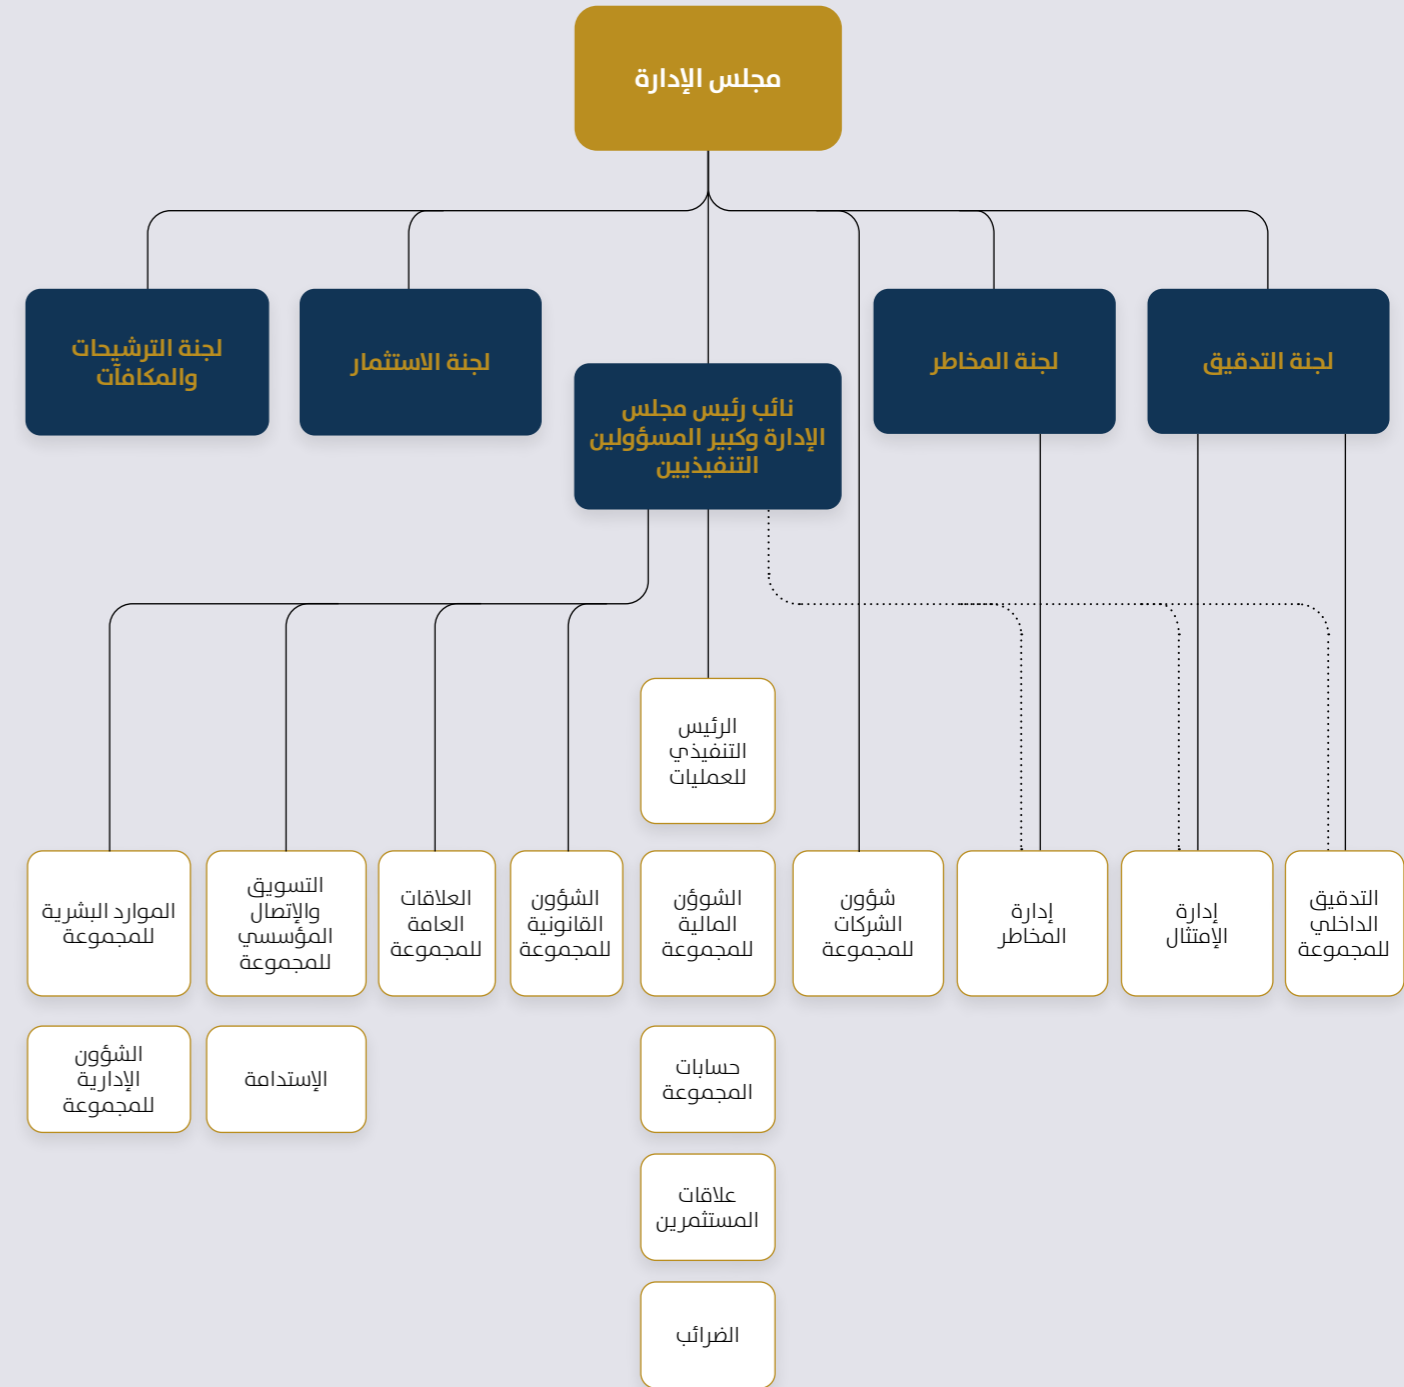 مجلس الإدارة
لجنة التدقيق
لجنة المخاطر
لجنة الاستثمار
لجنة الترشيحات
والمكافآت
نائب رئيس مجلس
الإدارة وكبير المسؤولين
التنفيذيين
الرئيس
التنفيذي
للعمليات
التدقيق
الداخلي
للمجموعة
إدارة
الإمتثال
إدارة
المخاطر
شؤون
الشركات
للمجموعة
الشوؤن
المالية
للمجموعة
الشؤون
القانونية
للمجموعة
العلاقات
العامة
للمجموعة
التسويق
والإتصال
المؤسسي
للمجموعة
الموارد البشرية
للمجموعة
حسابات
المجموعة
الإستدامة
الشؤون
الإدارية
للمجموعة
علاقات
المستثمرين
الضرائب